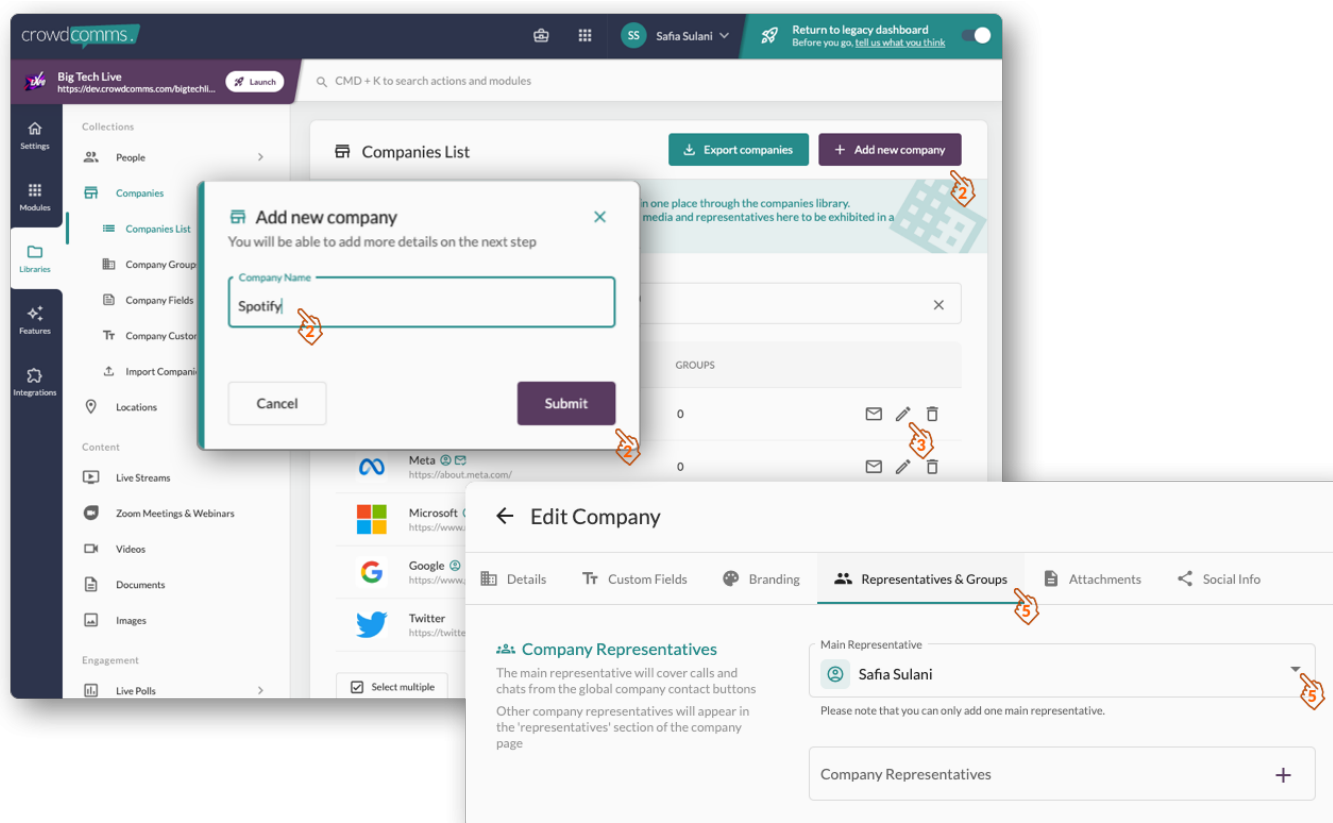 crowdcomms.
SS
Safia Sulani
Return to legacy dashboard
Before you go, tell us what you think
Big Tech Live
https://dev.crowdcomms.com/bigtechli...
Launch
CMD + K to search actions and modules
Settings
Modules
Libraries
Features
Integrations
Collections
People
Companies
Companies List
Company Group
Company Fields
Company Custor
Import Compani
Locations
Content
Live Streams
Zoom Meetings & Webinars
Videos
Documents
Images
Engagement
Live Polls
Companies List
Export companies
+ Add new company
2
in one place through the companies library.
media and representatives here to be exhibited in a
GROUPS
0
3
Meta
https://about.meta.com/
0
Microsoft
https://www.
Google
https://www.
Twitter
https://twitte
Select multiple
Add new company
You will be able to add more details on the next step
Company Name
Spotify
2
Cancel
Submit
2
Edit Company
Details
Tт Custom Fields
Branding
Representatives & Groups
Attachments
Social Info
5
Company Representatives
The main representative will cover calls and
chats from the global company contact buttons
Other company representatives will appear in
the 'representatives' section of the company
page
Main Representative
Safia Sulani
5
Please note that you can only add one main representative.
Company Representatives
+